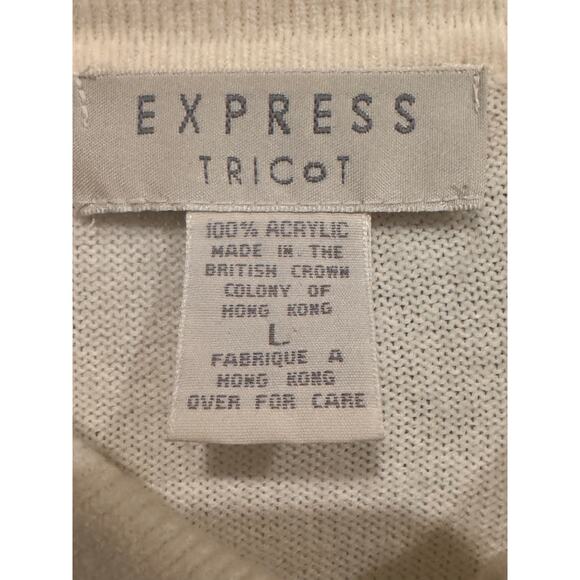 EXPRESS
TRICOT
100% ACRYLIC
MADE IN THE
BRITISH CROWN
COLONY OF
HONG KONG
L
FABRIQUE A
HONG KONG
OVER FOR CARE